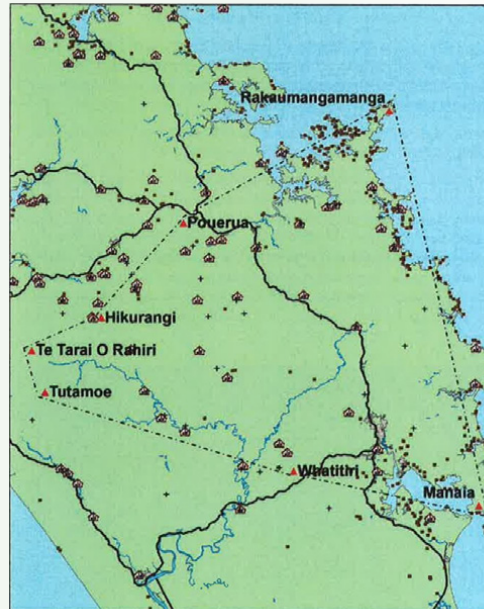 Rakaumangamanga
Pouerua
Hikurangi
Te Tarai O Rahiri
Tutamoe
Whatitiri
Manaia